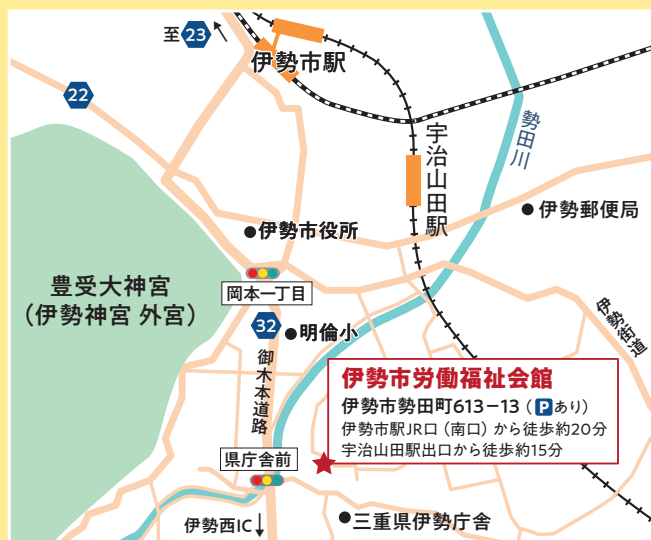 至23
伊勢市駅
22
宇治山田駅
勢田川
伊勢郵便局
伊勢市役所
豊受大神宮
（伊勢神宮 外宮）
岡本一丁目
32
明倫小
御木本道路
伊勢街道
伊勢市労働福祉会館
伊勢市勢田町613−13（Pあり）
伊勢市駅JR口（南口）から徒歩約20分
宇治山田駅出口から徒歩約15分
県庁舎前
伊勢西IC
三重県伊勢庁舎